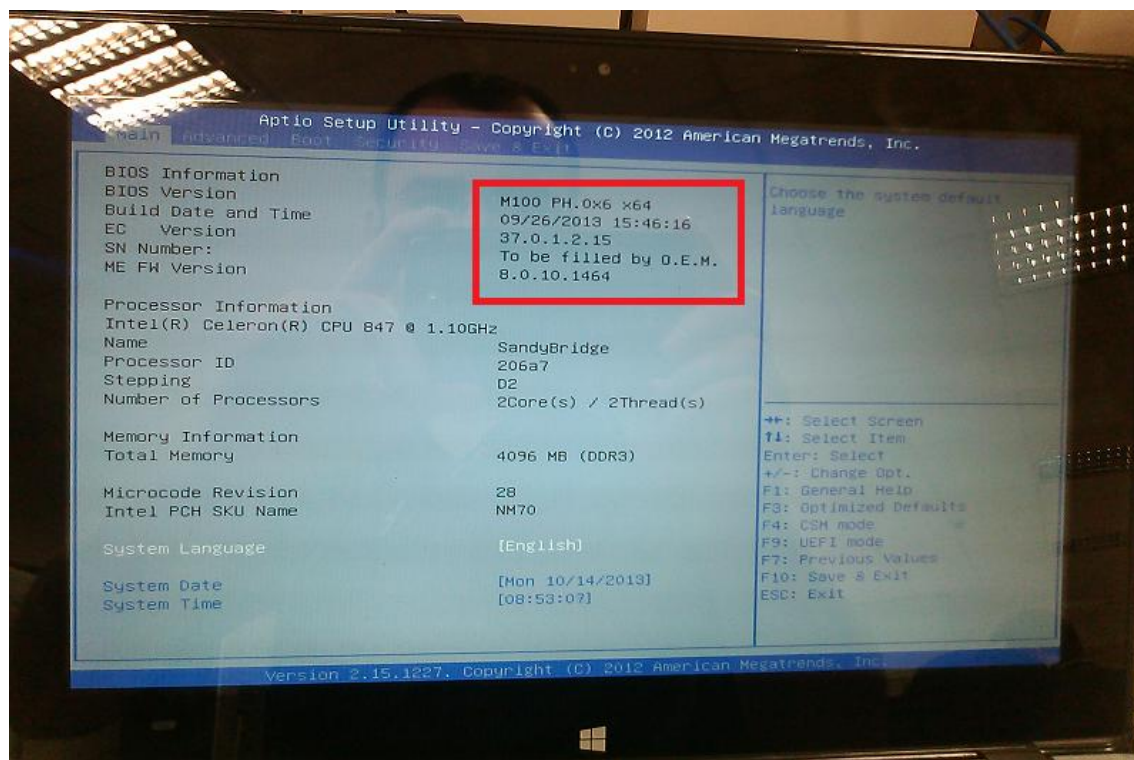 Aptio Setup Utility - Copyright (C) 2012 American Megatrends, Inc.
Main Advanced Boot Security Save & Exit
BIOS Information
BIOS Version M100 PH.0x6 x64
Build Date and Time 09/26/2013 15:46:16
EC Version 37.0.1.2.15
SN Number: To be filled by O.E.M.
ME FW Version 8.0.10.1464
Processor Information
Intel(R) Celeron(R) CPU 847 @ 1.10GHz
Name SandyBridge
Processor ID 206a7
Stepping D2
Number of Processors 2Core(s) / 2Thread(s)
Memory Information
Total Memory 4096 MB (DDR3)
Microcode Revision 28
Intel PCH SKU Name NM70
System Language [English]
System Date [Mon 10/14/2013]
System Time [08:53:07]
Choose the system default
language
→←: Select Screen
↑↓: Select Item
Enter: Select
+/-: Change Opt.
F1: General Help
F3: Optimized Defaults
F4: CSM mode
F9: UEFI mode
F7: Previous Values
F10: Save & Exit
ESC: Exit
Version 2.15.1227. Copyright (C) 2012 American Megatrends, Inc.